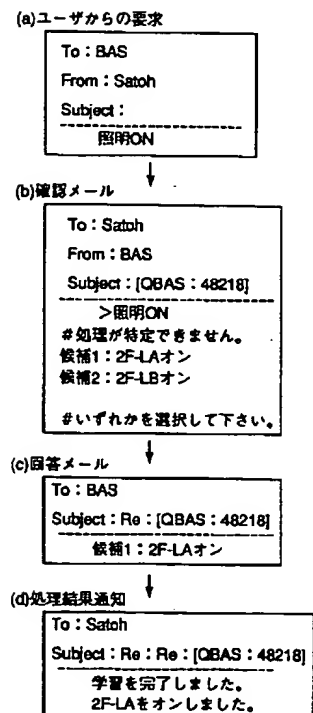 (a)ユーザからの要求
To：BAS
From：Satoh
Subject：
照明ON
(b)確認メール
To：Satoh
From：BAS
Subject：[QBAS：48218]
＞照明ON
#処理が特定できません。
候補1：2F-LAオン
候補2：2F-LBオン
#いずれかを選択して下さい。
(c)回答メール
To：BAS
Subject：Re：[QBAS：48218]
候補1：2F-LAオン
(d)処理結果通知
To：Satoh
Subject：Re：Re：[QBAS：48218]
学習を完了しました。
2F-LAをオンしました。